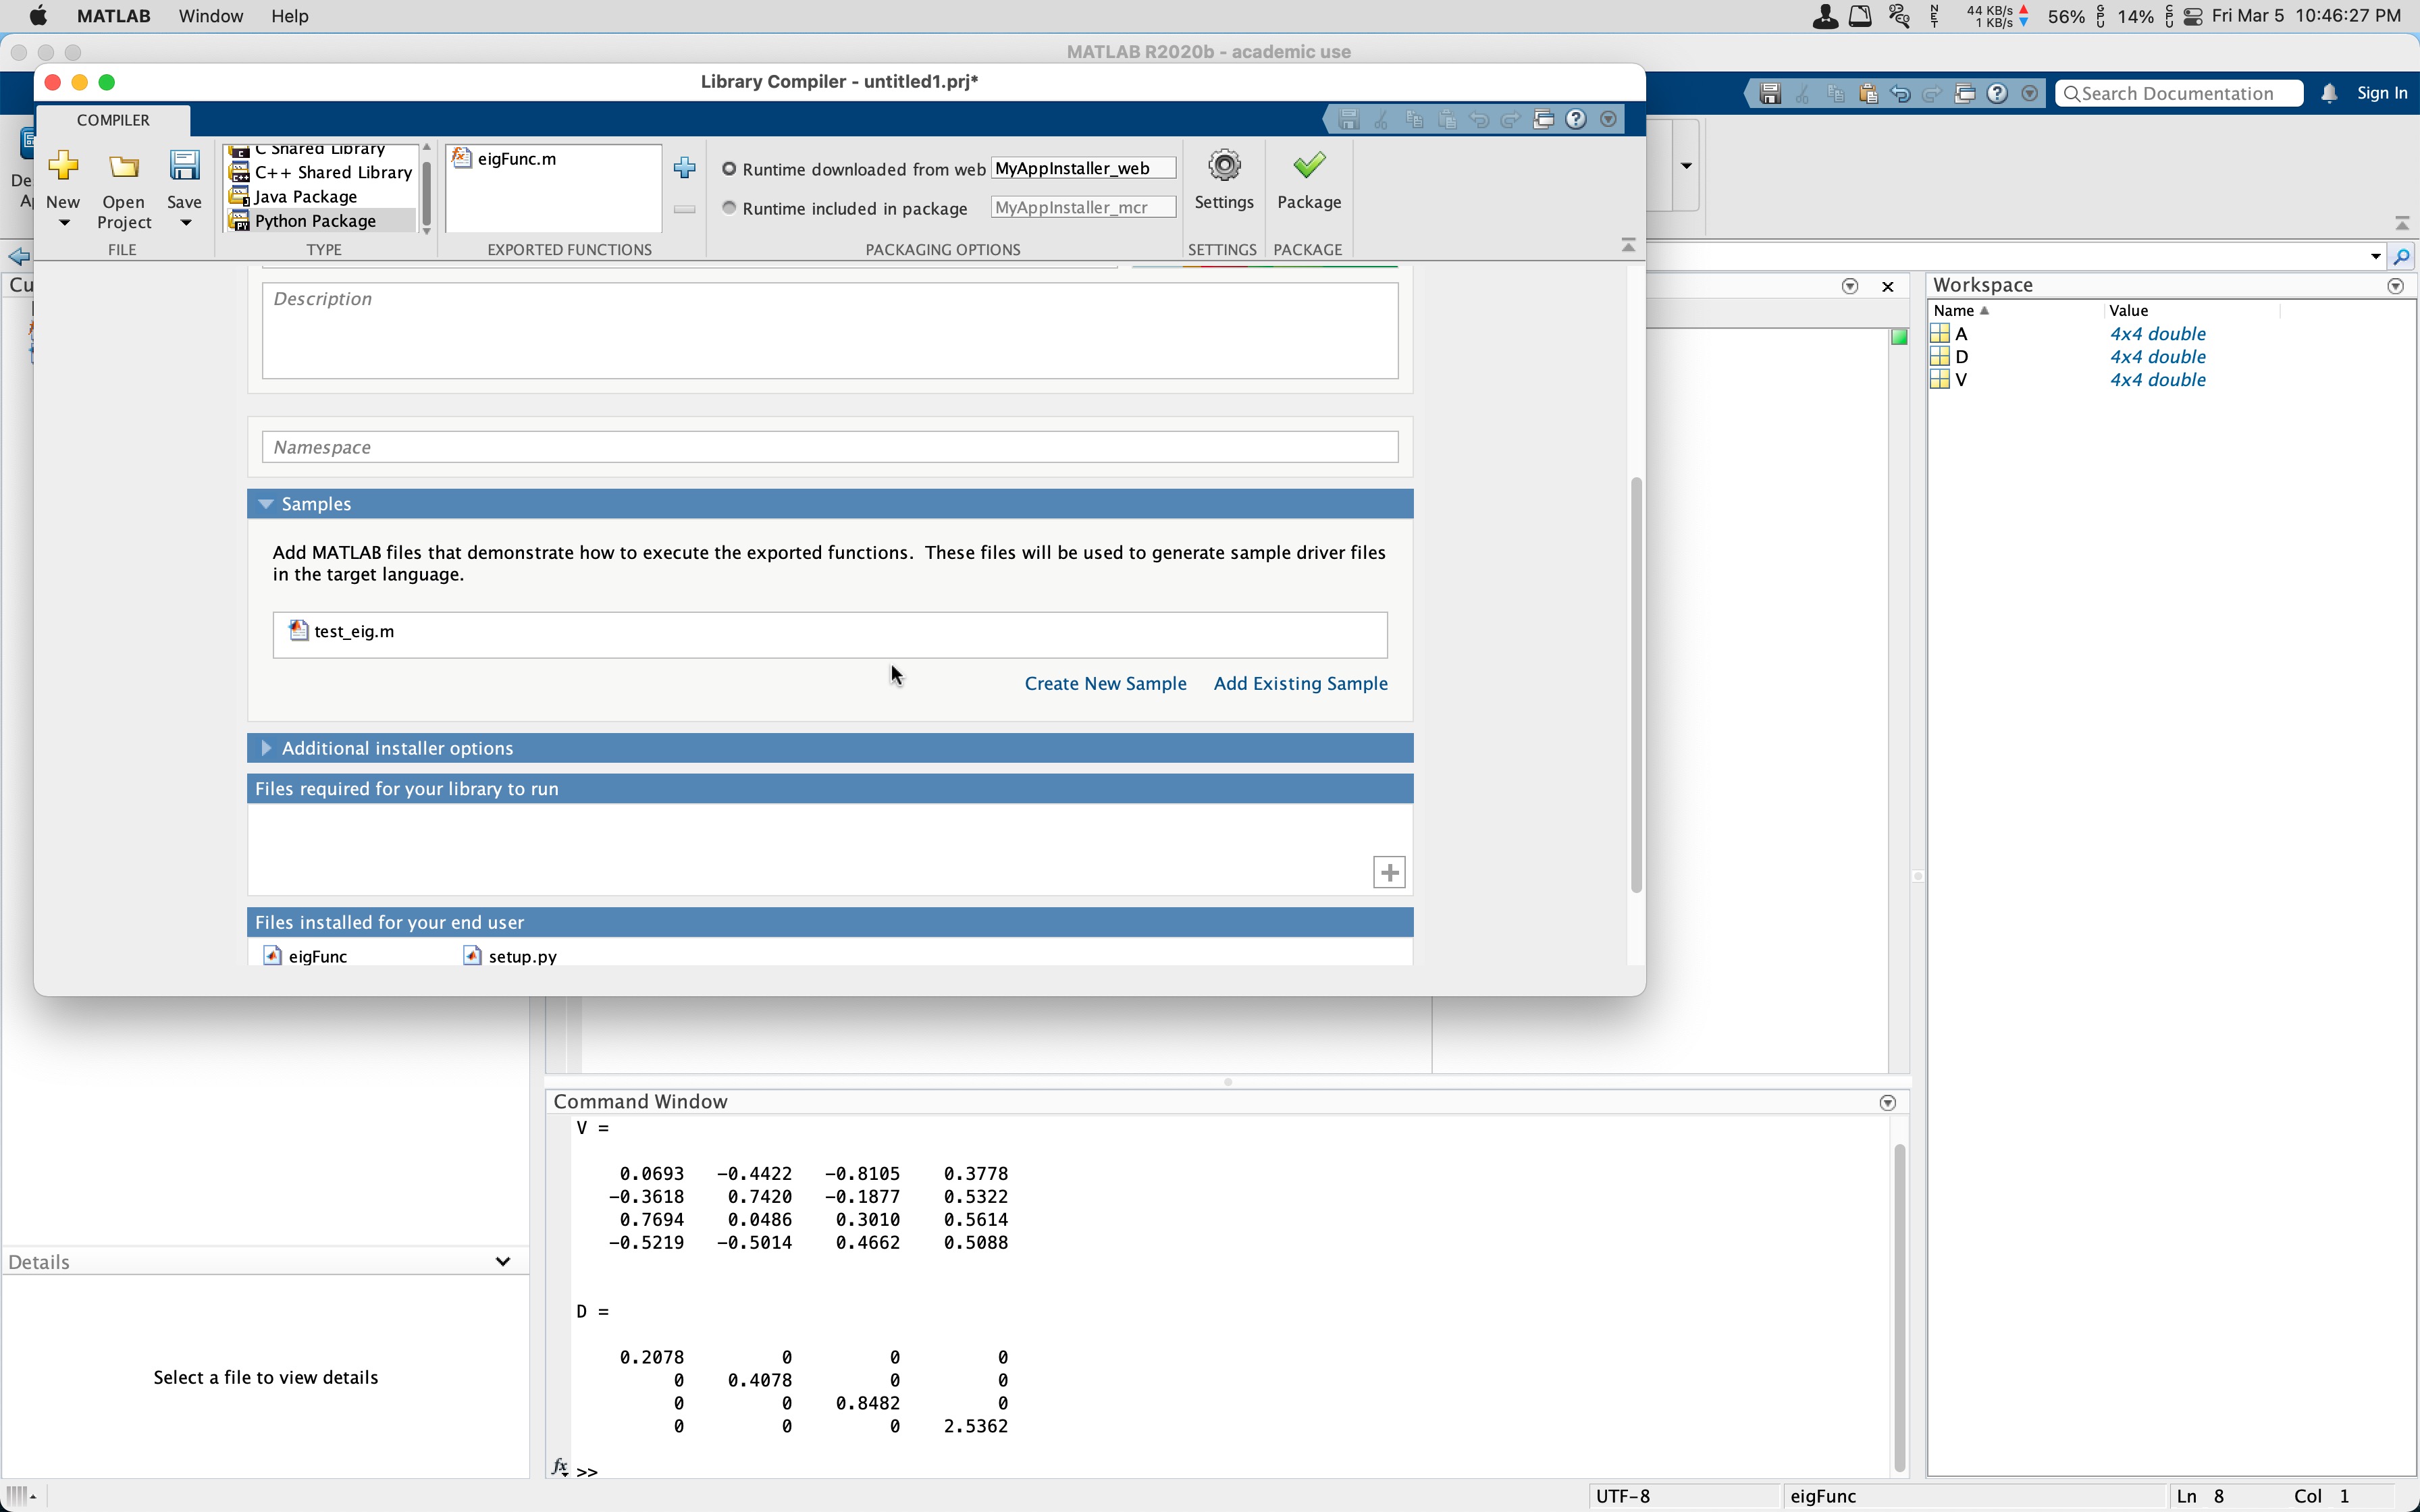 MATLAB Window Help
NET 44 KB/s 1 KB/s 56% GPU 14% CPU Fri Mar 5 10:46:27 PM
MATLAB R2020b - academic use
Library Compiler - untitled1.prj*
Search Documentation
Sign In
COMPILER
New
Open Project
Save
C Shared Library
C++ Shared Library
Java Package
Python Package
eigFunc.m
Runtime downloaded from web MyAppInstaller_web
Runtime included in package MyAppInstaller_mcr
Settings
Package
FILE TYPE EXPORTED FUNCTIONS PACKAGING OPTIONS SETTINGS PACKAGE
De
A
Cu
Description
Namespace
Samples
Add MATLAB files that demonstrate how to execute the exported functions. These files will be used to generate sample driver files
in the target language.
test_eig.m
Create New Sample Add Existing Sample
Additional installer options
Files required for your library to run
Files installed for your end user
eigFunc setup.py
Workspace
Name Value
A 4x4 double
D 4x4 double
V 4x4 double
Command Window
V =
0.0693 -0.4422 -0.8105 0.3778
-0.3618 0.7420 -0.1877 0.5322
0.7694 0.0486 0.3010 0.5614
-0.5219 -0.5014 0.4662 0.5088
D =
0.2078 0 0 0
0 0.4078 0 0
0 0 0.8482 0
0 0 0 2.5362
fx >>
Details
Select a file to view details
UTF-8 eigFunc Ln 8 Col 1